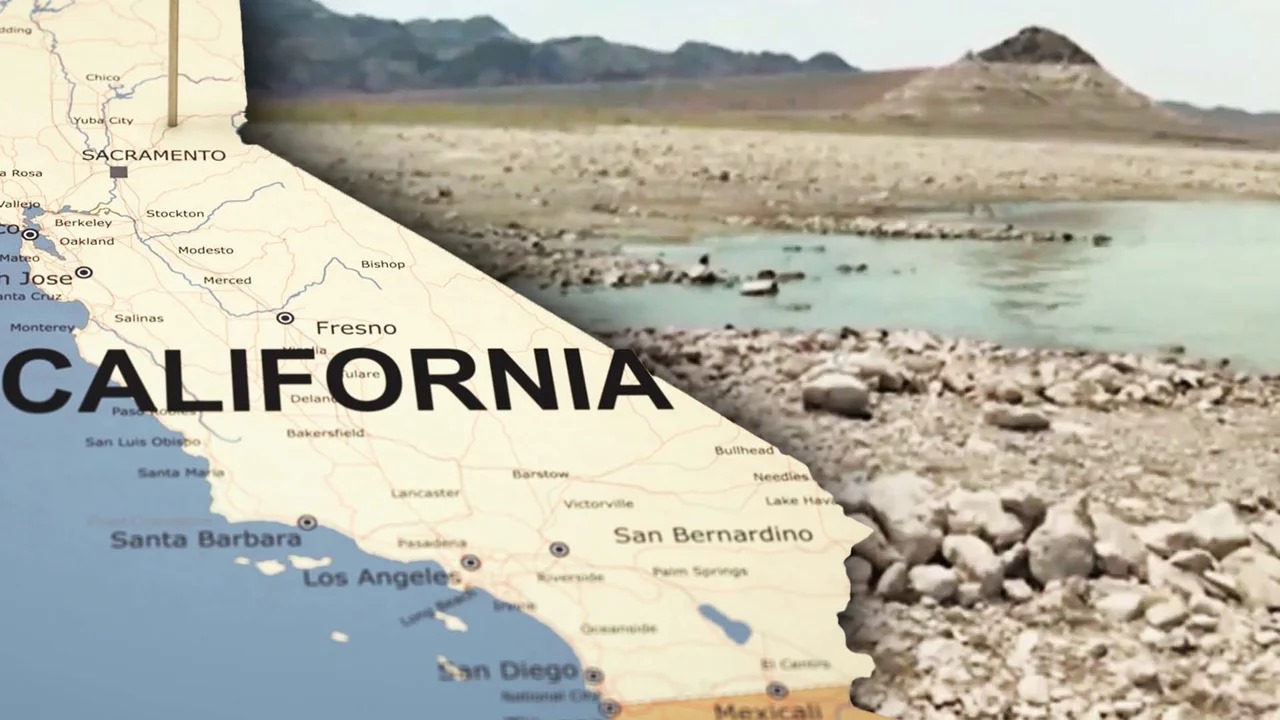 dding
Chico
Yuba City
SACRAMENTO
a Rosa
Vallejo
Stockton
Berkeley
co
Oakland
Modesto
Mateo
Bishop
n Jose
Merced
anta Cruz
Salinas
Monterey
Fresno
CALIFORNIA
ulare
Delano
Paso Robles
Bakersfield
San Luis Obispo
Bullhead
Santa Maria
Barstow
Needles
Lancaster
Victorville
Lake Hava
Santa Barbara
Pasadena
San Bernardino
Los Angeles
Riverside
Palm Springs
Long Beach
Irvine
Oceanside
San Diego
El Centro
National City
Mexicali